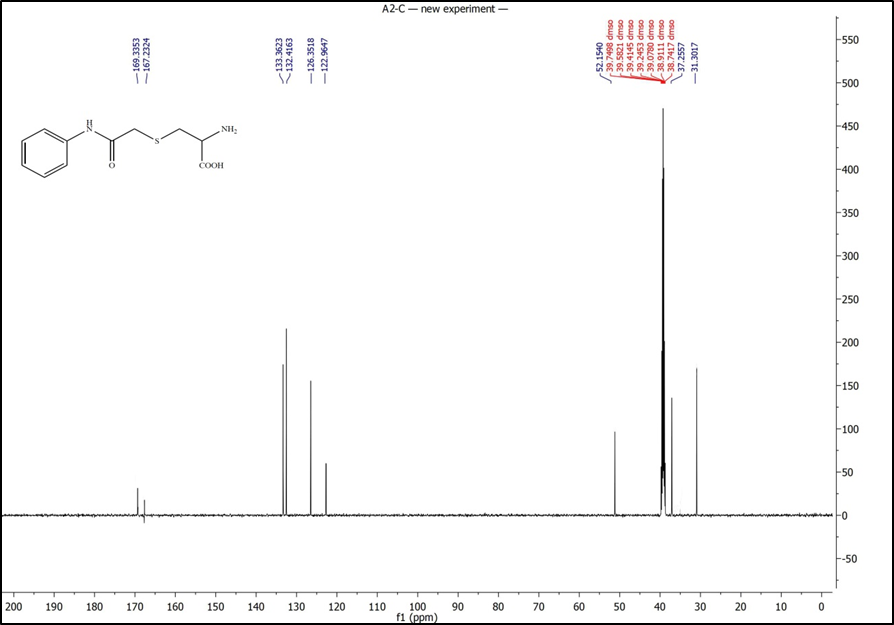 A2-C — new experiment —
169.3353
167.2324
133.3623
132.4163
126.3518
122.9647
52.1540
39.7498 dmso
39.5821 dmso
39.4145 dmso
39.2453 dmso
39.0780 dmso
38.9111 dmso
38.7417 dmso
37.2557
31.3017
H
N
O
S
NH2
COOH
550
500
450
400
350
300
250
200
150
100
50
0
-50
200 190 180 170 160 150 140 130 120 110 100 90 80 70 60 50 40 30 20 10 0
f1 (ppm)